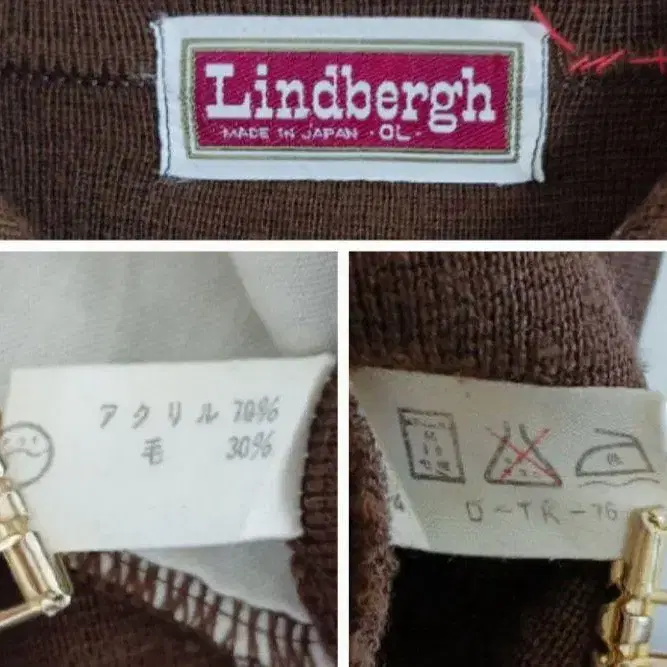 Lindbergh
MADE IN JAPAN · OL ·
アクリル 70%
毛 30%
O-TR-76